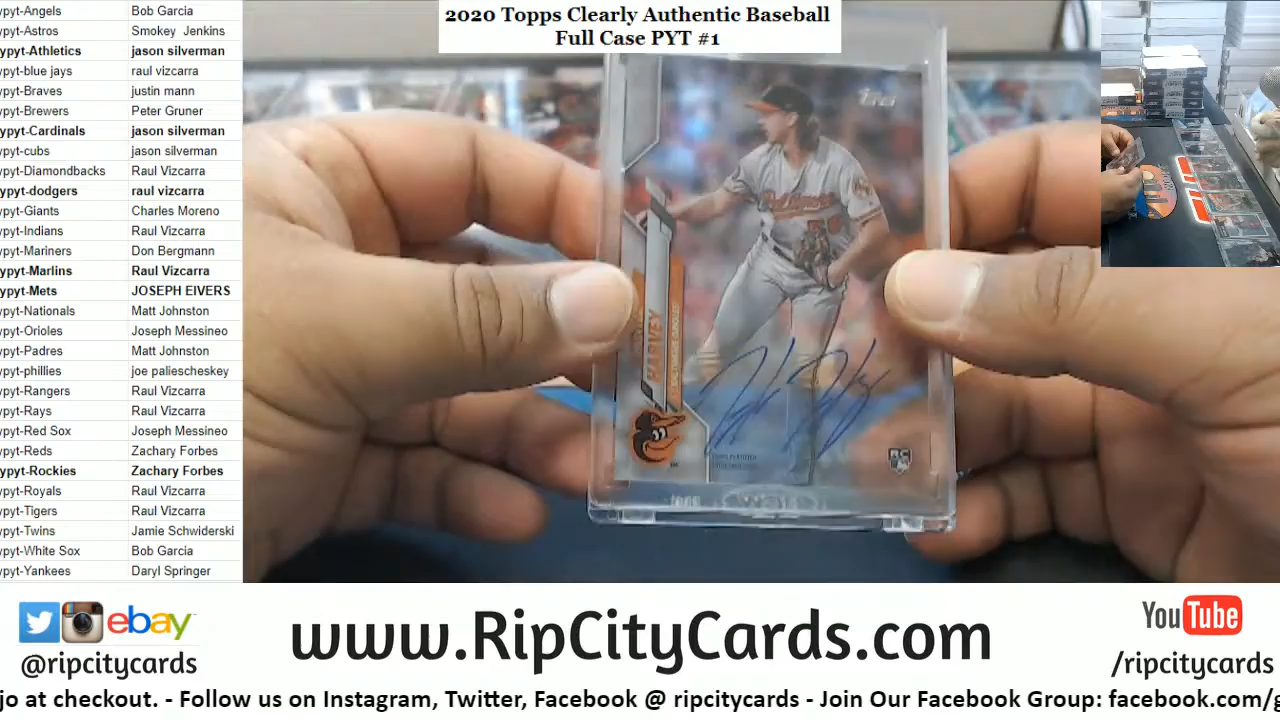 2020 Topps Clearly Authentic Baseball
Full Case PYT #1
ypyt-Angels Bob Garcia
ypyt-Astros Smokey Jenkins
ypyt-Athletics jason silverman
ypyt-blue jays raul vizcarra
ypyt-Braves justin mann
ypyt-Brewers Peter Gruner
ypyt-Cardinals jason silverman
ypyt-cubs jason silverman
ypyt-Diamondbacks Raul Vizcarra
ypyt-dodgers raul vizcarra
ypyt-Giants Charles Moreno
ypyt-Indians Raul Vizcarra
ypyt-Mariners Don Bergmann
ypyt-Marlins Raul Vizcarra
ypyt-Mets JOSEPH EIVERS
ypyt-Nationals Matt Johnston
ypyt-Orioles Joseph Messineo
ypyt-Padres Matt Johnston
ypyt-phillies joe paliescheskey
ypyt-Rangers Raul Vizcarra
ypyt-Rays Raul Vizcarra
ypyt-Red Sox Joseph Messineo
ypyt-Reds Zachary Forbes
ypyt-Rockies Zachary Forbes
ypyt-Royals Raul Vizcarra
ypyt-Tigers Raul Vizcarra
ypyt-Twins Jamie Schwiderski
ypyt-White Sox Bob Garcia
ypyt-Yankees Daryl Springer
Topps
Baltimore
HARVEY
BALTIMORE ORIOLES
RC
ebay
@ripcitycards
www.RipCityCards.com
YouTube
/ripcitycards
jo at checkout. - Follow us on Instagram, Twitter, Facebook @ ripcitycards - Join Our Facebook Group: facebook.com/g